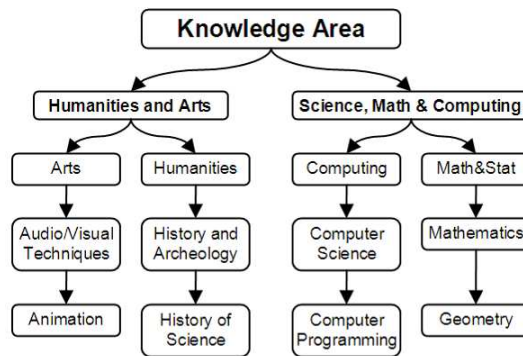 Knowledge Area
Humanities and Arts
Science, Math & Computing
Arts
Humanities
Computing
Math&Stat
Audio/Visual
Techniques
History and
Archeology
Computer
Science
Mathematics
Animation
History of
Science
Computer
Programming
Geometry